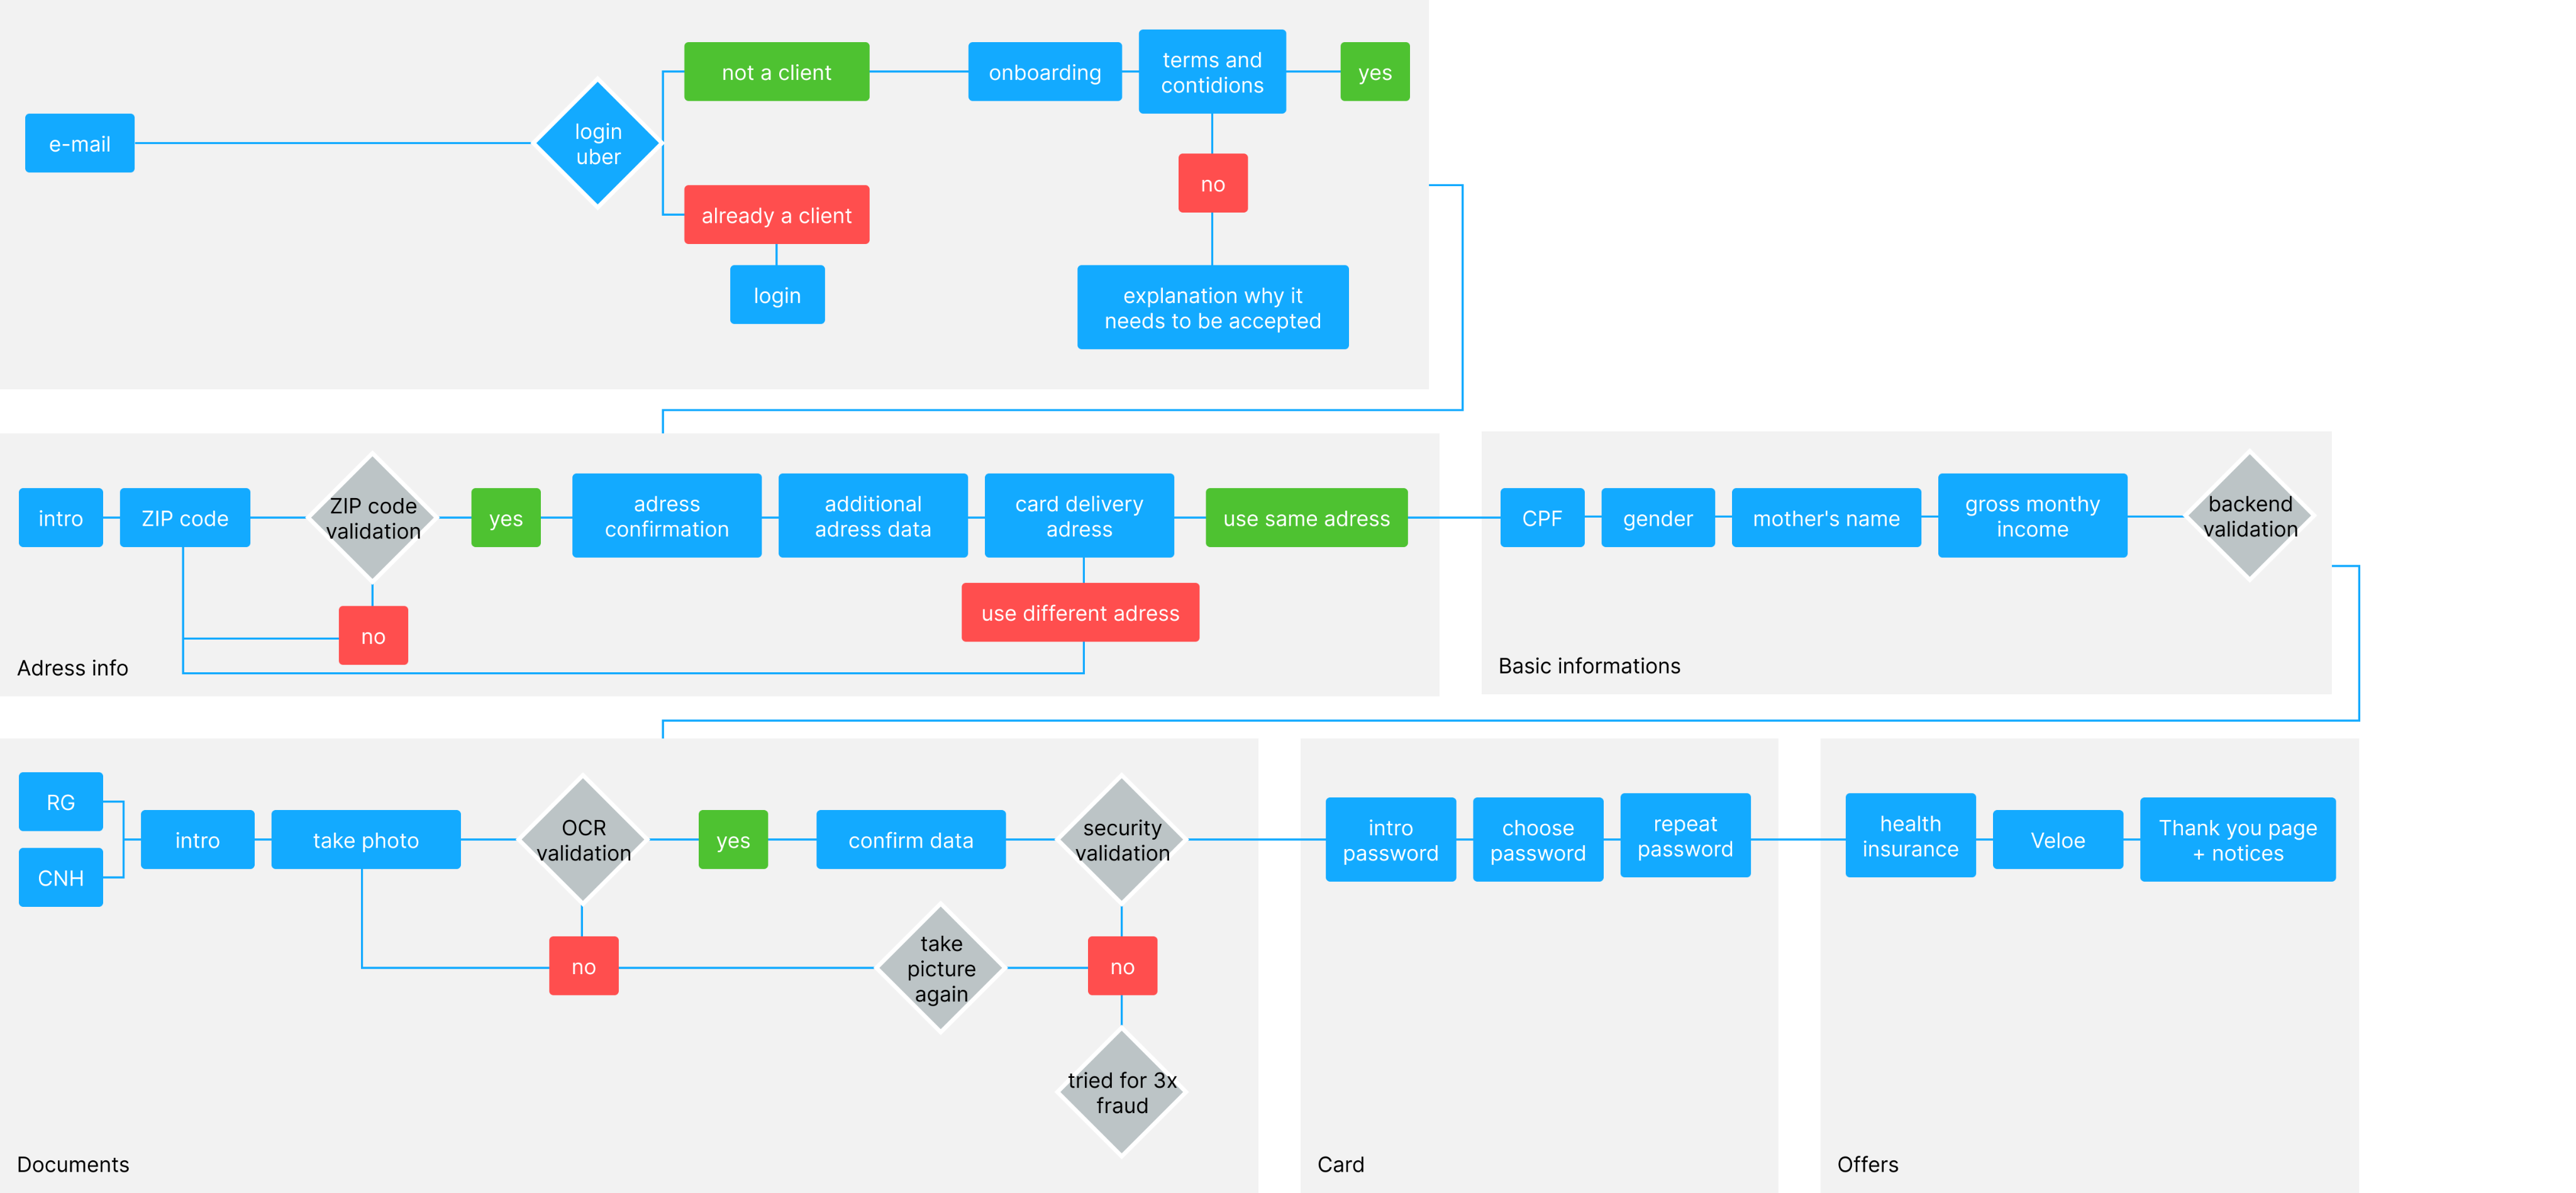 e-mail
login
uber
not a client
already a client
login
onboarding
terms and
contidions
yes
no
explanation why it
needs to be accepted
intro
ZIP code
ZIP code
validation
yes
no
adress
confirmation
additional
adress data
card delivery
adress
use same adress
use different adress
Adress info
CPF
gender
mother's name
gross monthy
income
backend
validation
Basic informations
RG
CNH
intro
take photo
OCR
validation
yes
no
confirm data
security
validation
take
picture
again
no
tried for 3x
fraud
Documents
intro
password
choose
password
repeat
password
Card
health
insurance
Veloe
Thank you page
+ notices
Offers